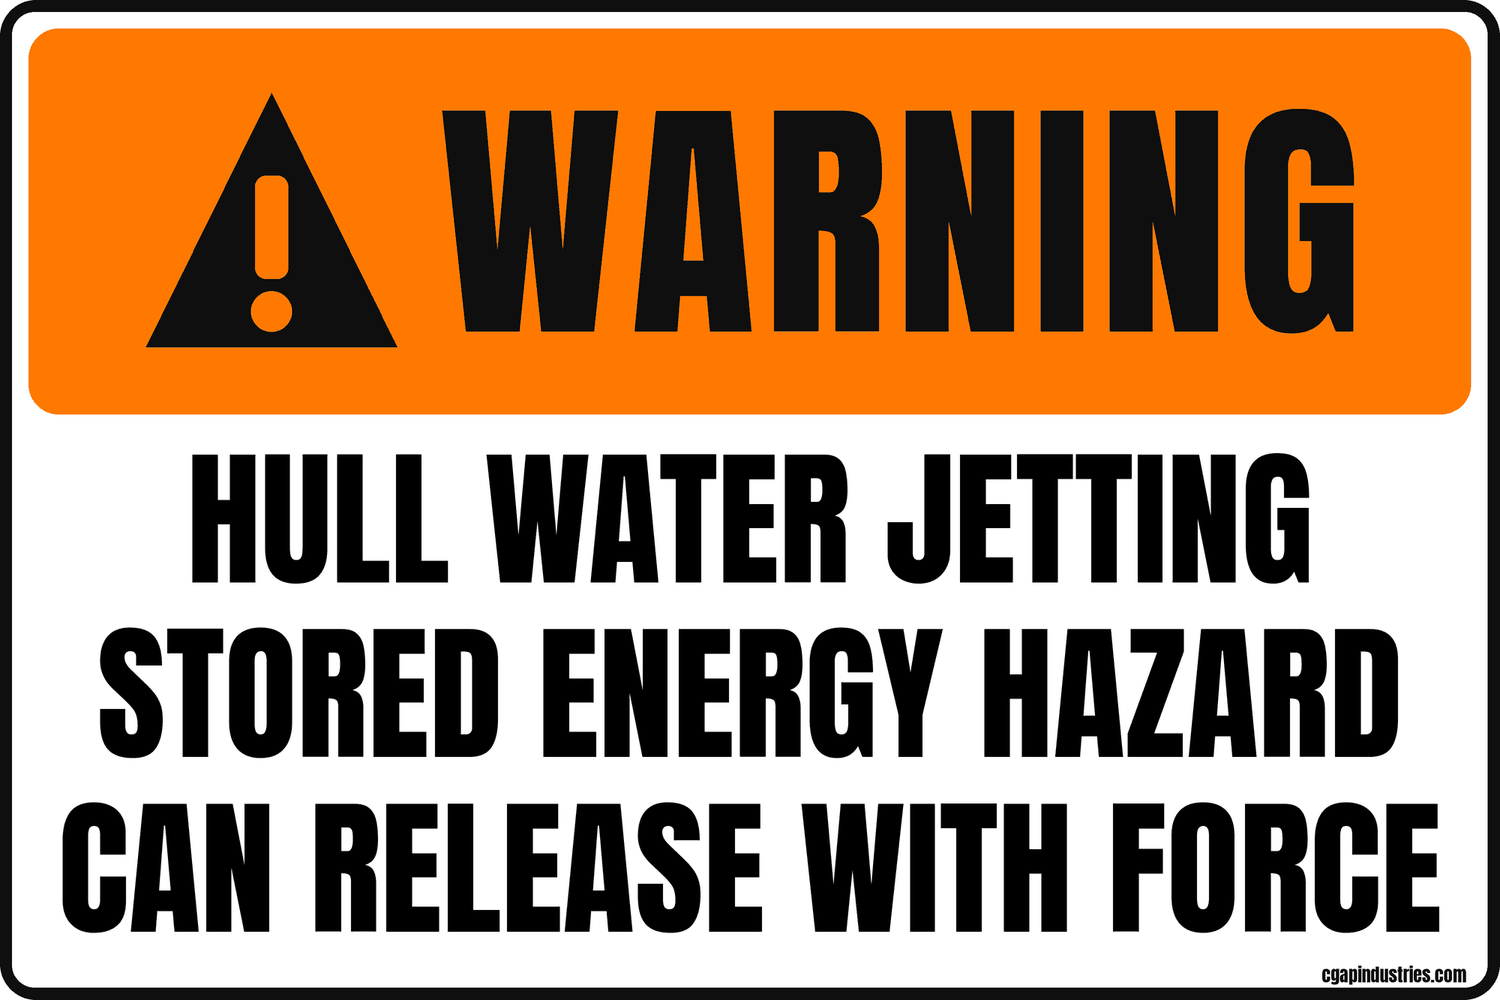 WARNING
HULL WATER JETTING
STORED ENERGY HAZARD
CAN RELEASE WITH FORCE
cgapindustries.com